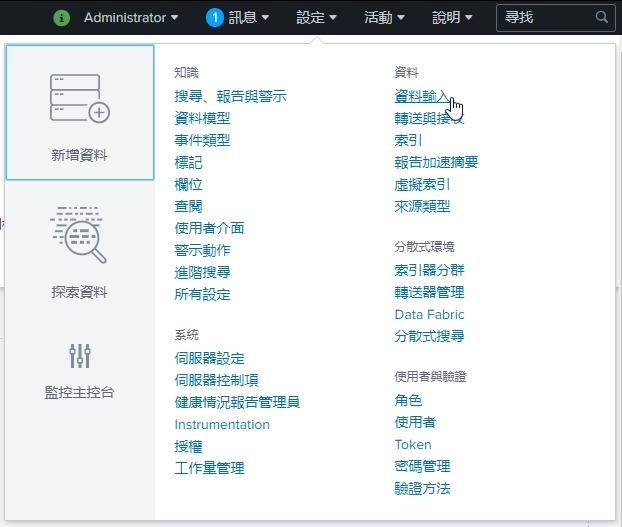 Administrator
1 訊息
設定
活動
說明
尋找
新增資料
探索資料
監控主控台
知識
搜尋、報告與警示
資料模型
事件類型
標記
欄位
查閱
使用者介面
警示動作
進階搜尋
所有設定
系統
伺服器設定
伺服器控制項
健康情況報告管理員
Instrumentation
授權
工作量管理
資料
資料輸入
轉送與接收
索引
報告加速摘要
虛擬索引
來源類型
分散式環境
索引器分群
轉送器管理
Data Fabric
分散式搜尋
使用者與驗證
角色
使用者
Token
密碼管理
驗證方法